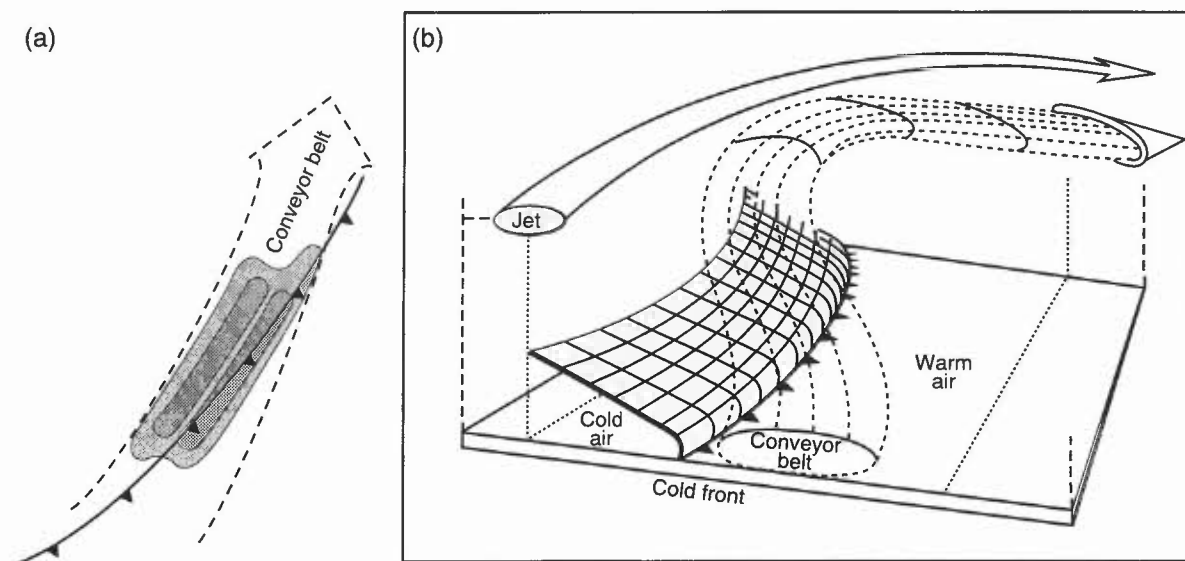 (a)
Conveyor belt
(b)
Jet
Warm
air
Cold
air
Conveyor
belt
Cold front